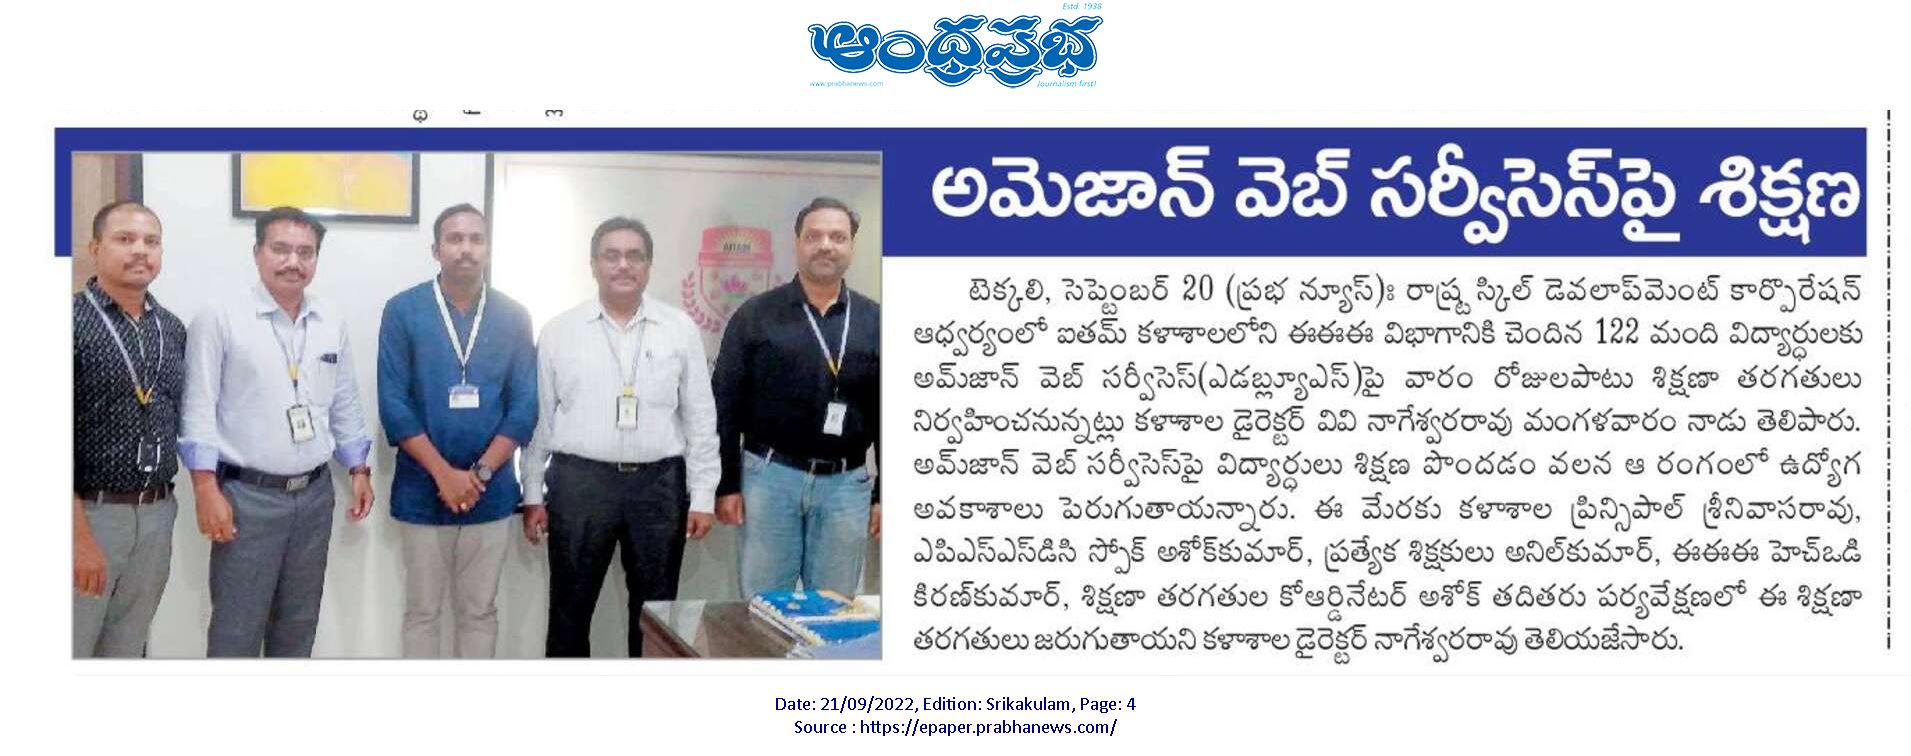 Estd. 1938
ఆంధ్రప్రభ
www.prabhanews.com
Journalism first!
అమెజాన్ వెబ్ సర్వీసెస్‌పై శిక్షణ
టెక్కలి, సెప్టెంబర్ 20 (ప్రభ న్యూస్): రాష్ట్ర స్కిల్ డెవలాప్‌మెంట్ కార్పొరేషన్
ఆధ్వర్యంలో ఐతమ్ కళాశాలలోని ఈఈఈ విభాగానికి చెందిన 122 మంది విద్యార్థులకు
అమ్‌జాన్ వెబ్ సర్వీసెస్(ఎడబ్ల్యూఎస్)పై వారం రోజులపాటు శిక్షణా తరగతులు
నిర్వహించనున్నట్లు కళాశాల డైరెక్టర్ వివి నాగేశ్వరరావు మంగళవారం నాడు తెలిపారు.
అమ్‌జాన్ వెబ్ సర్వీసెస్‌పై విద్యార్థులు శిక్షణ పొందడం వలన ఆ రంగంలో ఉద్యోగ
అవకాశాలు పెరుగుతాయన్నారు. ఈ మేరకు కళాశాల ప్రిన్సిపాల్ శ్రీనివాసరావు,
ఎపిఎస్ఎస్‌డిసి స్పోక్ అశోక్‌కుమార్, ప్రత్యేక శిక్షకులు అనిల్‌కుమార్, ఈఈఈ హెచ్ఒడి
కిరణ్‌కుమార్, శిక్షణా తరగతుల కోఆర్డినేటర్ అశోక్ తదితరు పర్యవేక్షణలో ఈ శిక్షణా
తరగతులు జరుగుతాయని కళాశాల డైరెక్టర్ నాగేశ్వరరావు తెలియజేసారు.
Date: 21/09/2022, Edition: Srikakulam, Page: 4
Source : https://epaper.prabhanews.com/